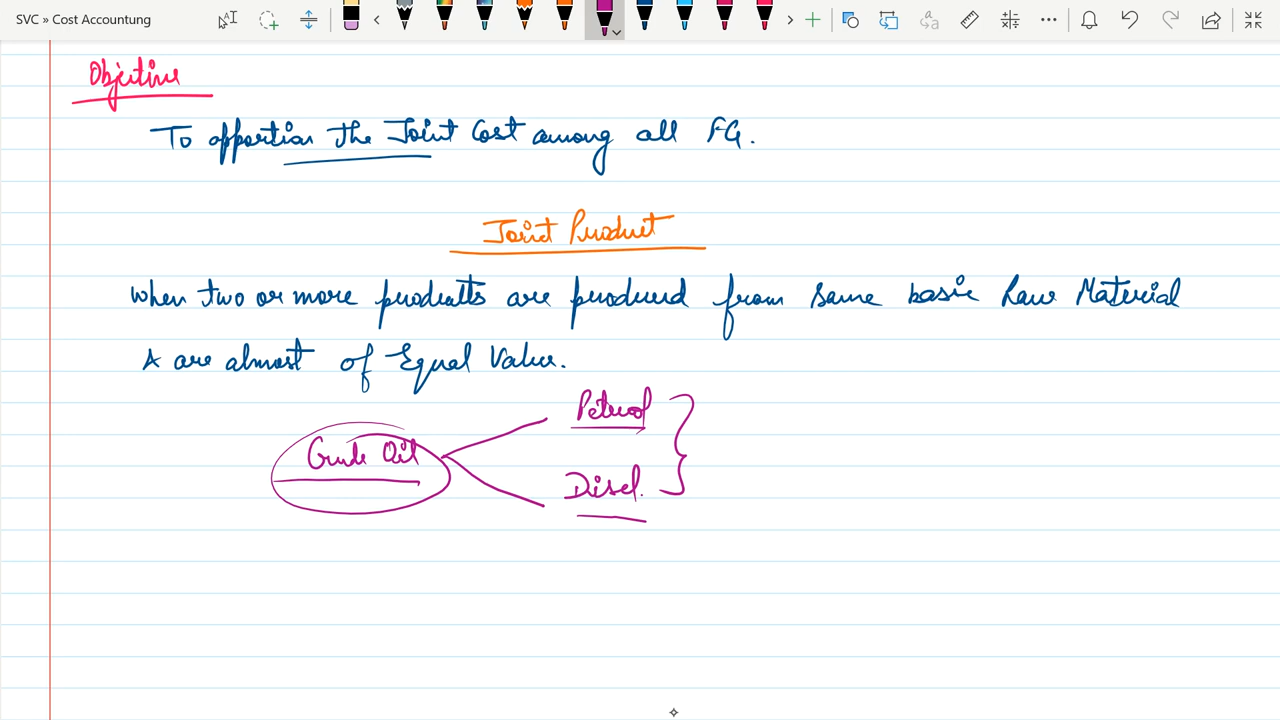 SVC » Cost Accountung
Objective
To apportion the Joint Cost among all FG.
Joint Product
When two or more products are produced from same basic Raw Material
& are almost of Equal Value.
Petrol
Crude Oil
Disel.